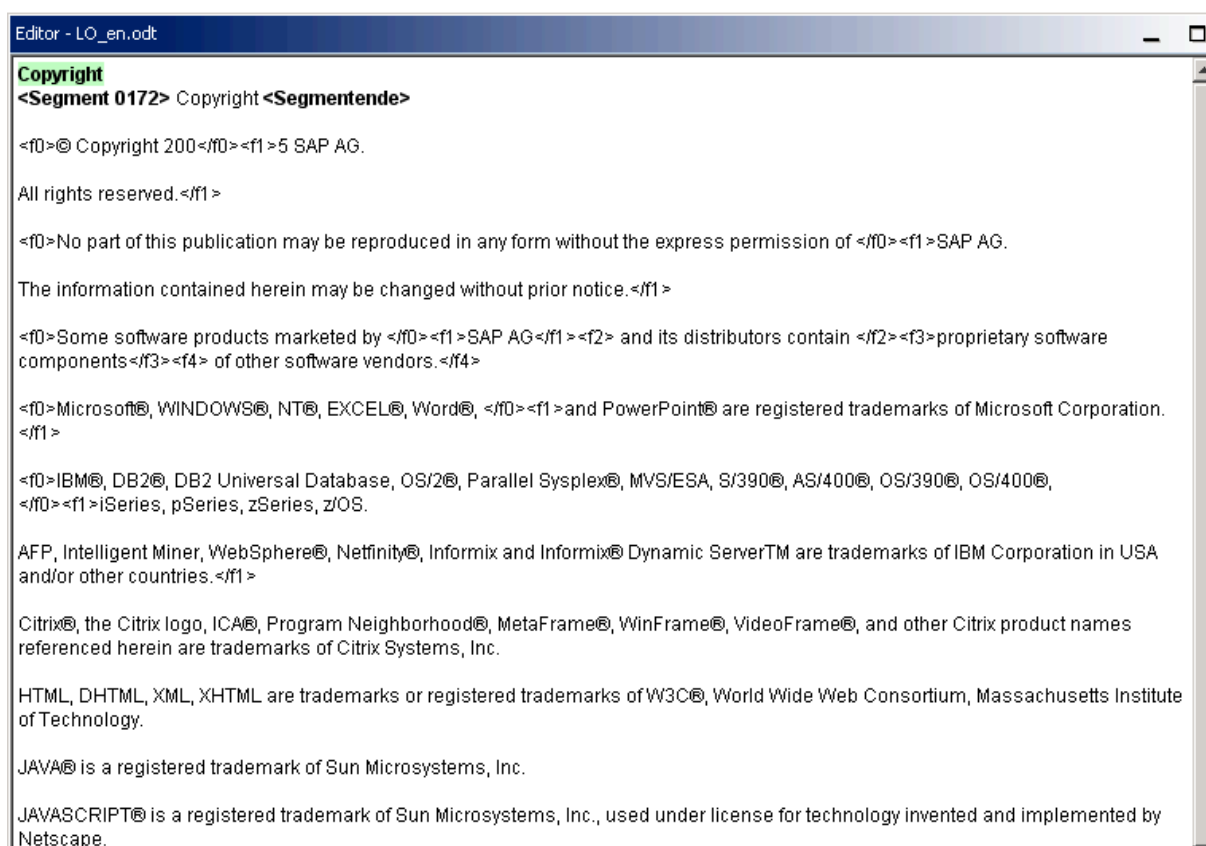 Editor - LO_en.odt
Copyright
<Segment 0172> Copyright <Segmentende>
<f0>© Copyright 200</f0><f1>5 SAP AG.
All rights reserved.</f1>
<f0>No part of this publication may be reproduced in any form without the express permission of </f0><f1>SAP AG.
The information contained herein may be changed without prior notice.</f1>
<f0>Some software products marketed by </f0><f1>SAP AG</f1><f2> and its distributors contain </f2><f3>proprietary software
components</f3><f4> of other software vendors.</f4>
<f0>Microsoft®, WINDOWS®, NT®, EXCEL®, Word®, </f0><f1>and PowerPoint® are registered trademarks of Microsoft Corporation.
</f1>
<f0>IBM®, DB2®, DB2 Universal Database, OS/2®, Parallel Sysplex®, MVS/ESA, S/390®, AS/400®, OS/390®, OS/400®,
</f0><f1>iSeries, pSeries, zSeries, z/OS.
AFP, Intelligent Miner, WebSphere®, Netfinity®, Informix and Informix® Dynamic ServerTM are trademarks of IBM Corporation in USA
and/or other countries.</f1>
Citrix®, the Citrix logo, ICA®, Program Neighborhood®, MetaFrame®, WinFrame®, VideoFrame®, and other Citrix product names
referenced herein are trademarks of Citrix Systems, Inc.
HTML, DHTML, XML, XHTML are trademarks or registered trademarks of W3C®, World Wide Web Consortium, Massachusetts Institute
of Technology.
JAVA® is a registered trademark of Sun Microsystems, Inc.
JAVASCRIPT® is a registered trademark of Sun Microsystems, Inc., used under license for technology invented and implemented by
Netscape.